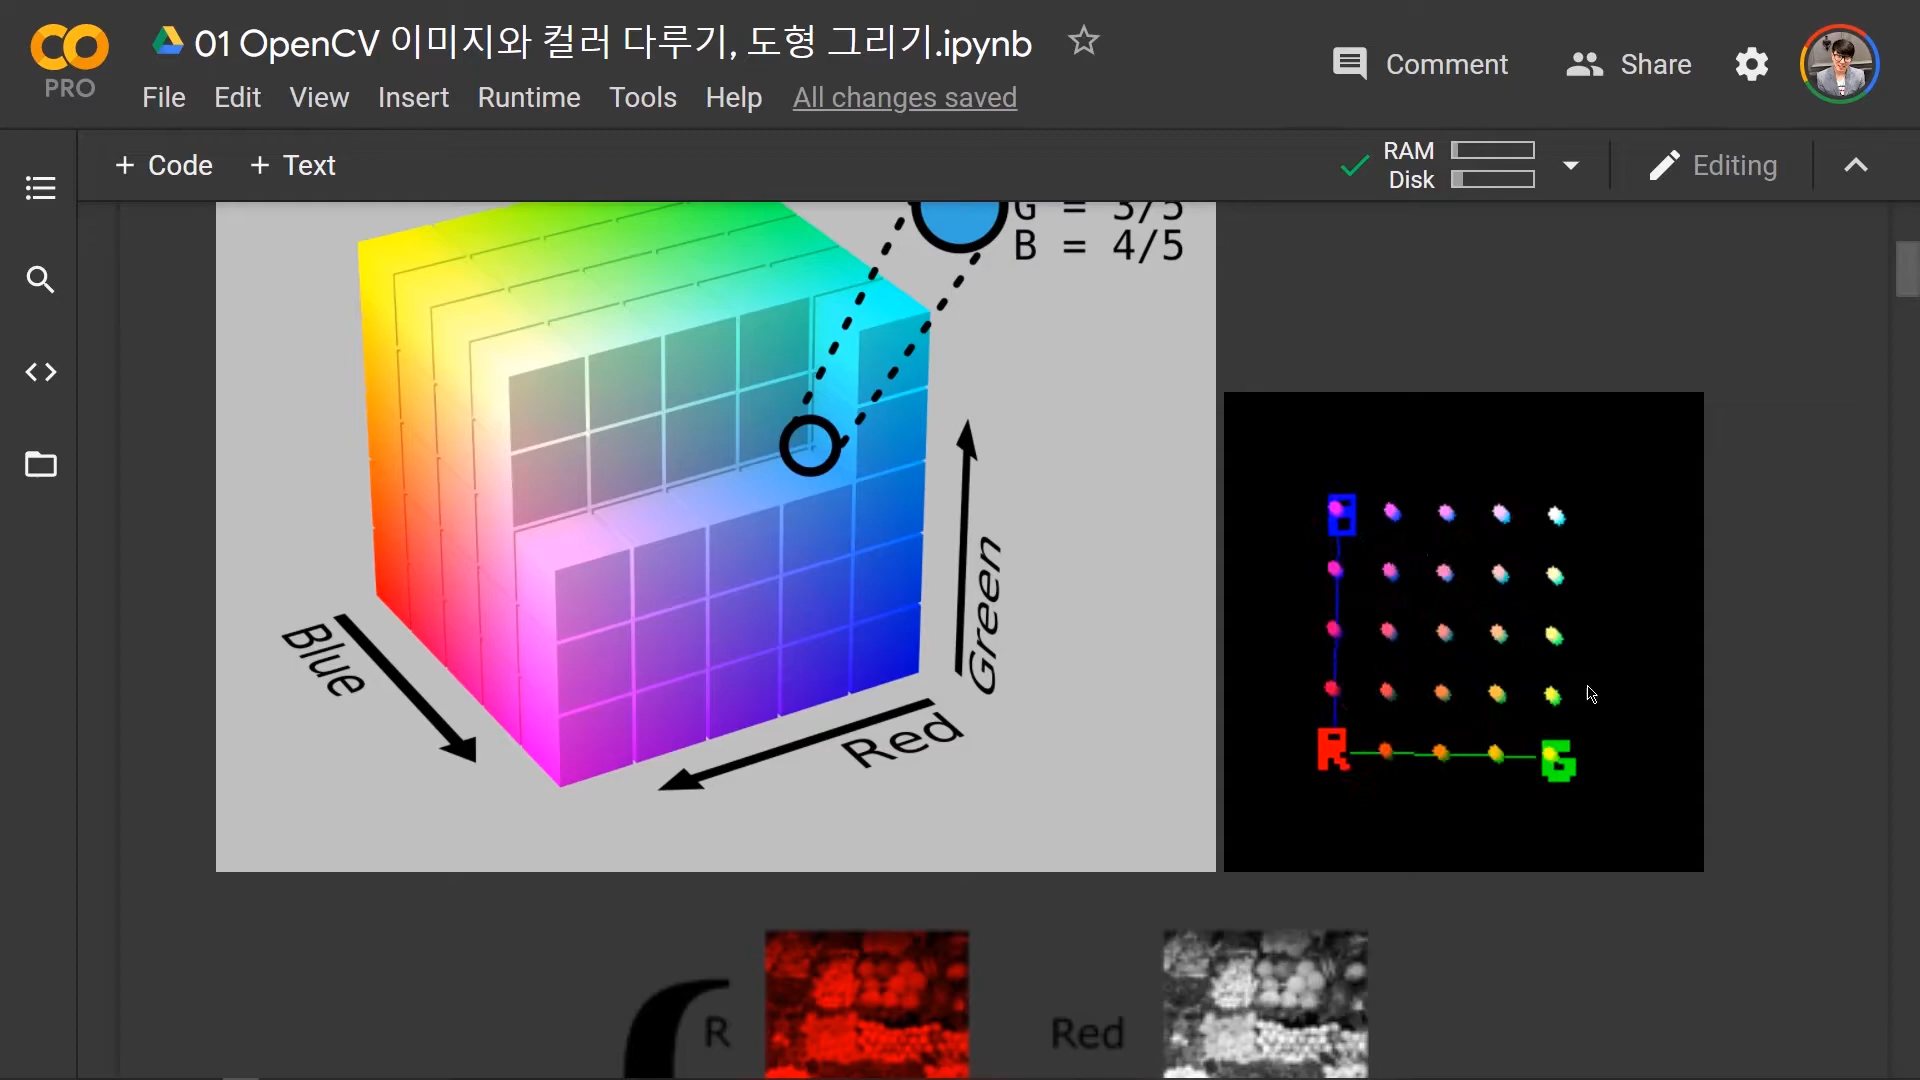 01 OpenCV 이미지와 컬러 다루기, 도형 그리기.ipynb
Comment
Share
PRO
File Edit View Insert Runtime Tools Help All changes saved
+ Code + Text
RAM
Disk
Editing
G = 3/5
B = 4/5
Blue
Green
Red
B
R
G
R
Red